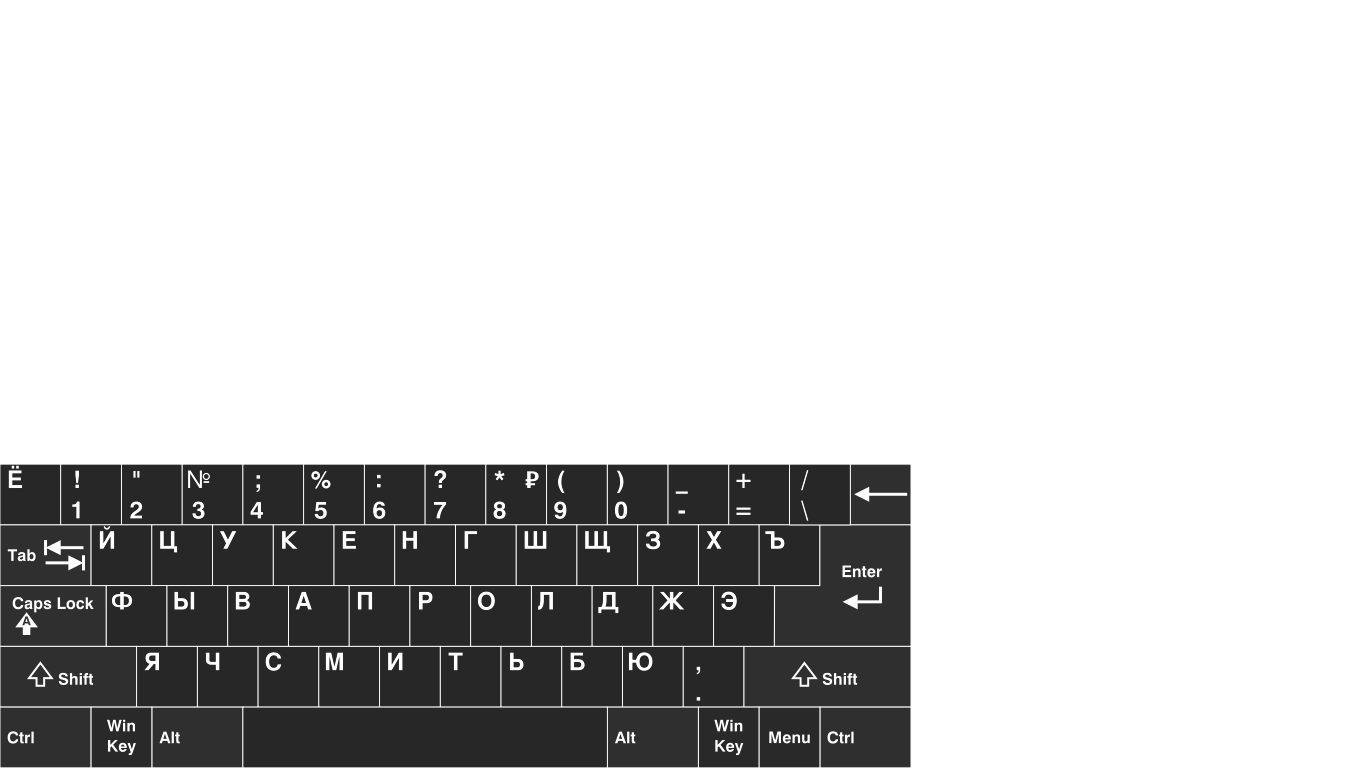 Ё ! " № ; % : ? * ₽ ( ) _ + /
1 2 3 4 5 6 7 8 9 0 - = \
Tab Й Ц У К Е Н Г Ш Щ З Х Ъ Enter
Caps Lock Ф Ы В А П Р О Л Д Ж Э
A
Shift Я Ч С М И Т Ь Б Ю , Shift
.
Ctrl Win Key Alt Alt Win Key Menu Ctrl